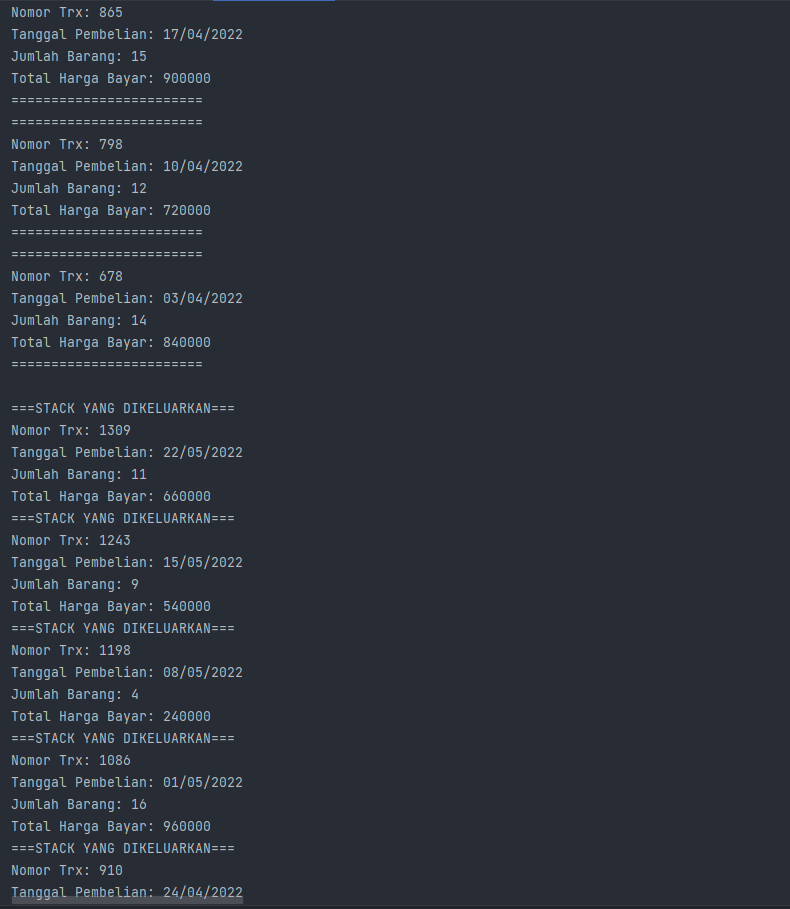 Nomor Trx: 865
Tanggal Pembelian: 17/04/2022
Jumlah Barang: 15
Total Harga Bayar: 900000
========================
========================
Nomor Trx: 798
Tanggal Pembelian: 10/04/2022
Jumlah Barang: 12
Total Harga Bayar: 720000
========================
========================
Nomor Trx: 678
Tanggal Pembelian: 03/04/2022
Jumlah Barang: 14
Total Harga Bayar: 840000
========================

===STACK YANG DIKELUARKAN===
Nomor Trx: 1309
Tanggal Pembelian: 22/05/2022
Jumlah Barang: 11
Total Harga Bayar: 660000
===STACK YANG DIKELUARKAN===
Nomor Trx: 1243
Tanggal Pembelian: 15/05/2022
Jumlah Barang: 9
Total Harga Bayar: 540000
===STACK YANG DIKELUARKAN===
Nomor Trx: 1198
Tanggal Pembelian: 08/05/2022
Jumlah Barang: 4
Total Harga Bayar: 240000
===STACK YANG DIKELUARKAN===
Nomor Trx: 1086
Tanggal Pembelian: 01/05/2022
Jumlah Barang: 16
Total Harga Bayar: 960000
===STACK YANG DIKELUARKAN===
Nomor Trx: 910
Tanggal Pembelian: 24/04/2022